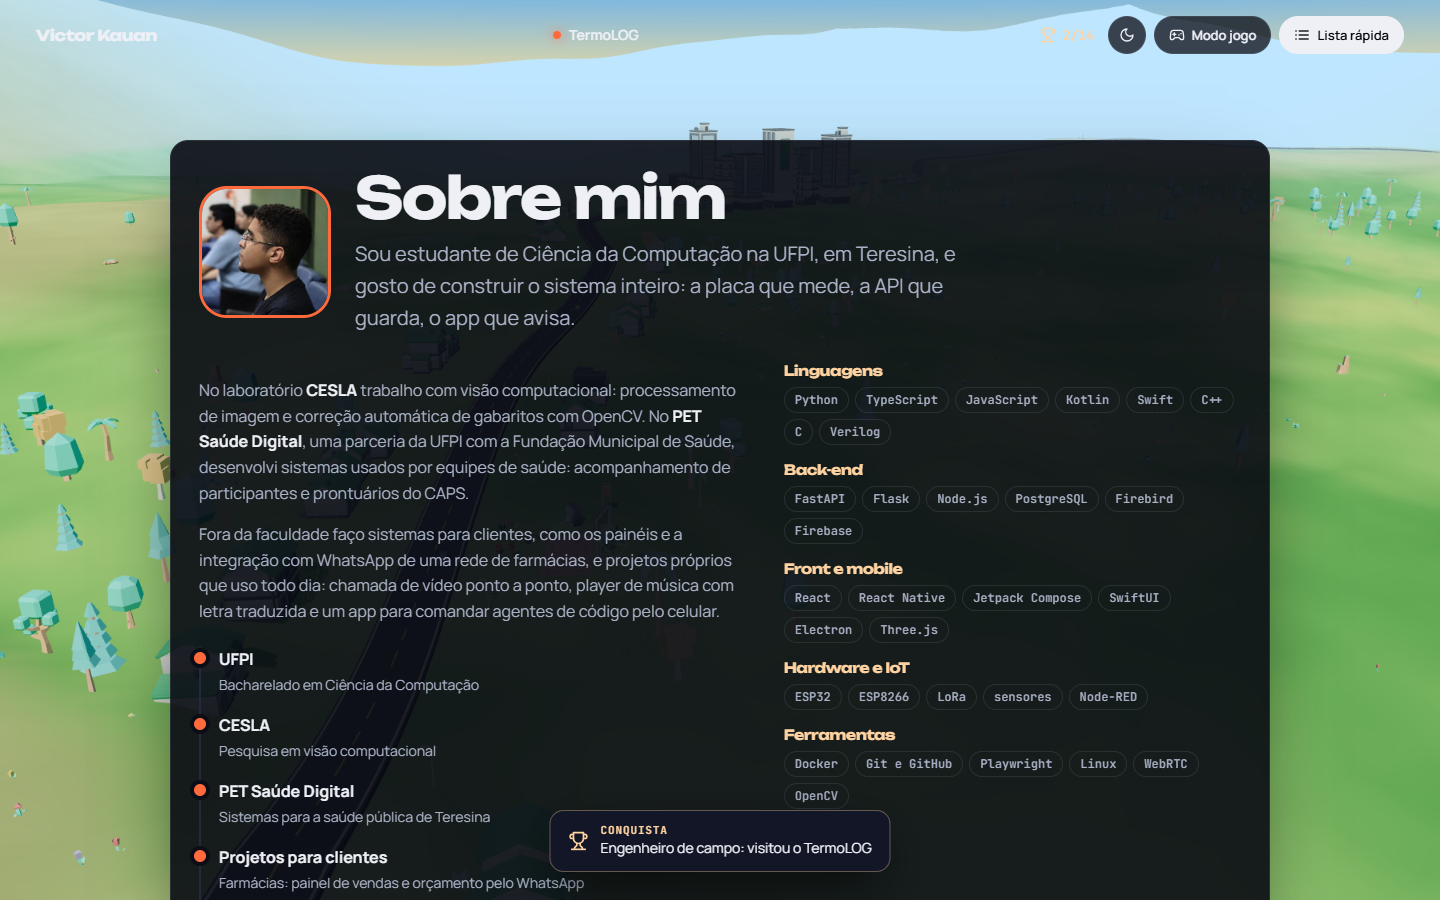 Victor Kauan
TermoLOG
Modo jogo
Lista rápida
Sobre mim
Sou estudante de Ciência da Computação na UFPI, em Teresina, e
gosto de construir o sistema inteiro: a placa que mede, a API que
guarda, o app que avisa.
No laboratório CESLA trabalho com visão computacional: processamento
de imagem e correção automática de gabaritos com OpenCV. No PET
Saúde Digital, uma parceria da UFPI com a Fundação Municipal de Saúde,
desenvolvi sistemas usados por equipes de saúde: acompanhamento de
participantes e prontuários do CAPS.
Fora da faculdade faço sistemas para clientes, como os painéis e a
integração com WhatsApp de uma rede de farmácias, e projetos próprios
que uso todo dia: chamada de vídeo ponto a ponto, player de música com
letra traduzida e um app para comandar agentes de código pelo celular.
UFPI
Bacharelado em Ciência da Computação
CESLA
Pesquisa em visão computacional
PET Saúde Digital
Sistemas para a saúde pública de Teresina
Projetos para clientes
Farmácias: painel de vendas e orçamento pelo WhatsApp
Linguagens
Python TypeScript JavaScript Kotlin Swift C++
C Verilog
Back-end
FastAPI Flask Node.js PostgreSQL Firebird
Firebase
Front e mobile
React React Native Jetpack Compose SwiftUI
Electron Three.js
Hardware e IoT
ESP32 ESP8266 LoRa sensores Node-RED
Ferramentas
Docker Git e GitHub Playwright Linux WebRTC
OpenCV
CONQUISTA
Engenheiro de campo: visitou o TermoLOG